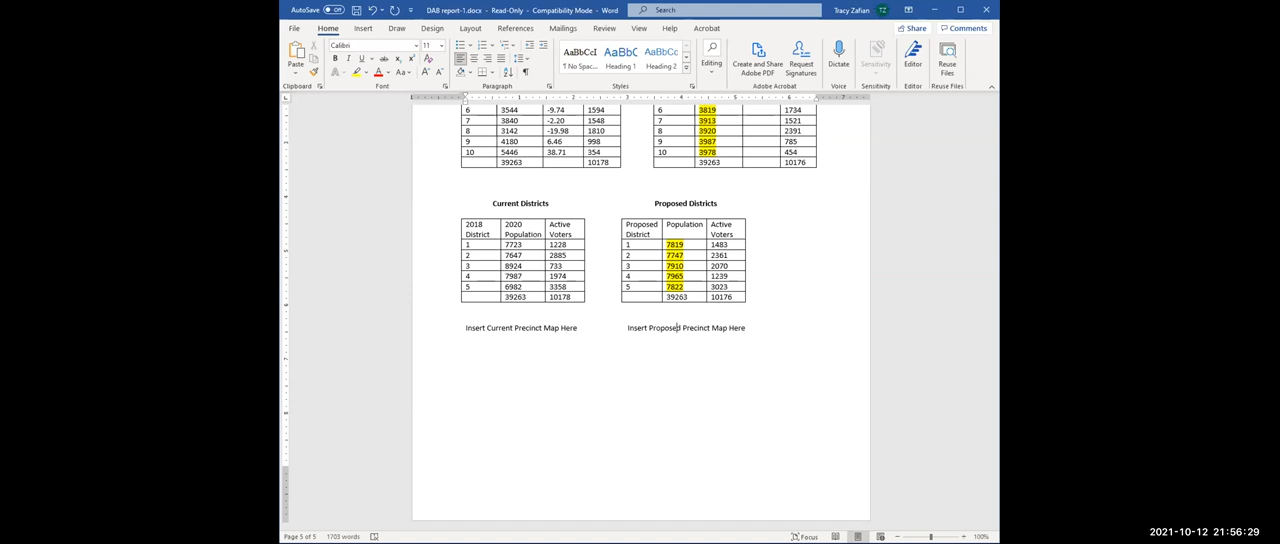 AutoSave Off DAB report-1.docx - Read-Only - Compatibility Mode - Word Search Tracy Zafian TZ
File Home Insert Draw Design Layout References Mailings Review View Help Acrobat Share Comments
Calibri 11 AaBbCcI AaBbC AaBbCc
Paste B I U ab x₂ x² ¶ No Spac... Heading 1 Heading 2 Editing Create and Share Adobe PDF Request Signatures Dictate Sensitivity Editor Reuse Files
Clipboard Font Paragraph Styles Adobe Acrobat Voice Sensitivity Editor Reuse Files
6 3544 -9.74 1594 6 3819 1734
7 3840 -2.20 1548 7 3913 1521
8 3142 -19.98 1810 8 3920 2391
9 4180 6.46 998 9 3987 785
10 5446 38.71 354 10 3978 454
39263 10178 39263 10176
Current Districts Proposed Districts
2018 2020 Active Proposed Population Active
District Population Voters District Voters
1 7723 1228 1 7819 1483
2 7647 2885 2 7747 2361
3 8924 733 3 7910 2070
4 7987 1974 4 7965 1239
5 6982 3358 5 7822 3023
39263 10178 39263 10176
Insert Current Precinct Map Here Insert Proposed Precinct Map Here
Page 5 of 5 1703 words Focus 100%
2021-10-12 21:56:29